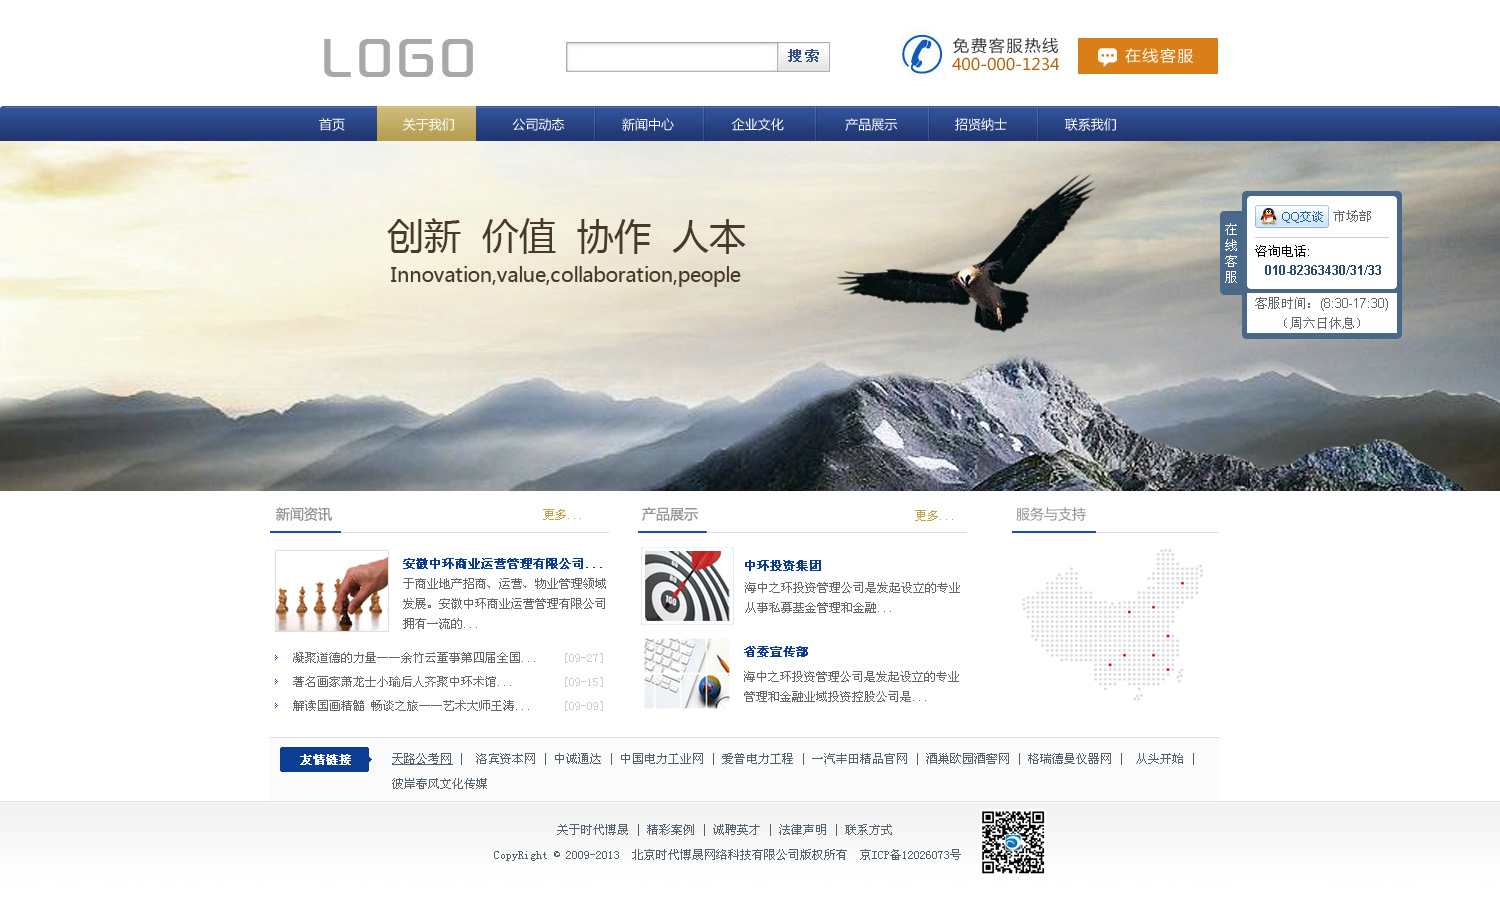 LOGO
搜索
免费客服热线
400-000-1234
在线客服
首页 关于我们 公司动态 新闻中心 企业文化 产品展示 招贤纳士 联系我们
创新 价值 协作 人本
Innovation,value,collaboration,people
在线客服
QQ交谈 市场部
咨询电话:
010-82363430/31/33
客服时间：(8:30-17:30)
（周六日休息）
新闻资讯 更多...
安徽中环商业运营管理有限公司...
于商业地产招商、运营、物业管理领域
发展。安徽中环商业运营管理有限公司
拥有一流的...
凝聚道德的力量——余竹云董事第四届全国... [09-27]
著名画家萧龙士小瑜后人齐聚中环术馆... [09-15]
解读国画精髓 畅谈之旅——艺术大师王涛... [09-09]
产品展示 更多...
中环投资集团
海中之环投资管理公司是发起设立的专业
从事私募基金管理和金融...
省委宣传部
海中之环投资管理公司是发起设立的专业
管理和金融业域投资控股公司是...
服务与支持
友情链接
天路公考网 | 洛宾资本网 | 中诚通达 | 中国电力工业网 | 爱普电力工程 | 一汽丰田精品官网 | 酒巢欧园酒窖网 | 格瑞德曼仪器网 | 从头开始 |
彼岸春风文化传媒
关于时代博晟 | 精彩案例 | 诚聘英才 | 法律声明 | 联系方式
CopyRight © 2009-2013 北京时代博晟网络科技有限公司版权所有 京ICP备12026073号